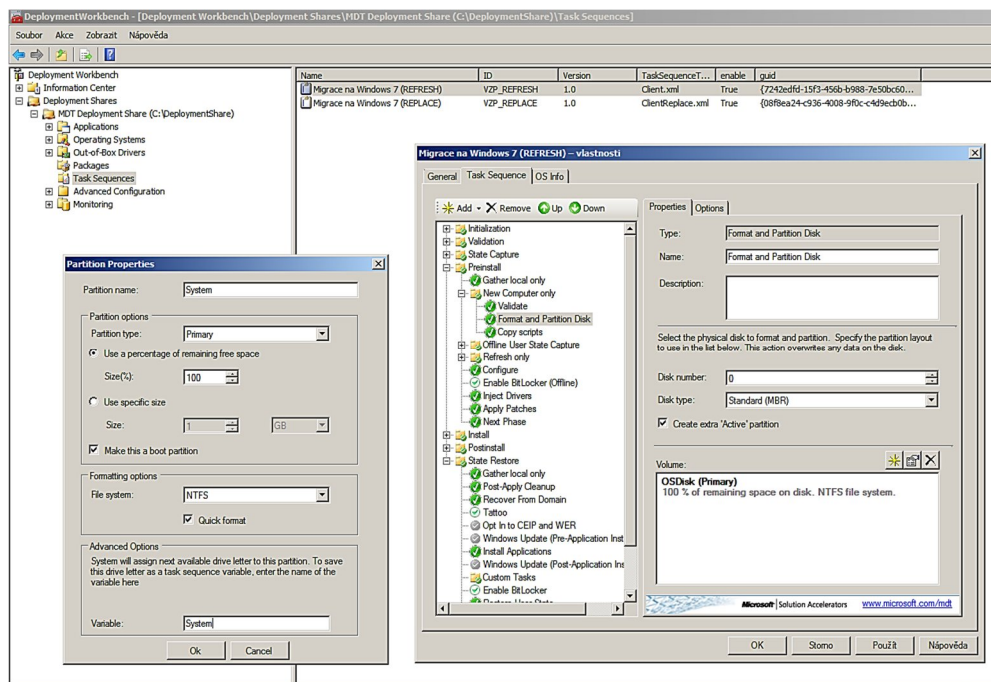 DeploymentWorkbench - [Deployment Workbench\Deployment Shares\MDT Deployment Share (C:\DeploymentShare)\Task Sequences]
Soubor Akce Zobrazit Nápověda
Deployment Workbench
Information Center
Deployment Shares
MDT Deployment Share (C:\DeploymentShare)
Applications
Operating Systems
Out-of-Box Drivers
Packages
Task Sequences
Advanced Configuration
Monitoring
Name ID Version TaskSequenceT... enable guid
Migrace na Windows 7 (REFRESH) VZP_REFRESH 1.0 Client.xml True {7242edfd-15f3-456b-b988-7e50bc60...
Migrace na Windows 7 (REPLACE) VZP_REPLACE 1.0 ClientReplace.xml True {08f8ea24-c936-4008-9f0c-c4d9ecb0b...
Partition Properties
Partition name: System
Partition options
Partition type: Primary
Use a percentage of remaining free space
Size(%): 100
Use specific size
Size: 1 GB
Make this a boot partition
Formatting options
File system: NTFS
Quick format
Advanced Options
System will assign next available drive letter to this partition. To save
this drive letter as a task sequence variable, enter the name of the
variable here
Variable: System
Ok Cancel
Migrace na Windows 7 (REFRESH) – vlastnosti
General Task Sequence OS Info
Add Remove Up Down
Initialization
Validation
State Capture
Preinstall
Gather local only
New Computer only
Validate
Format and Partition Disk
Copy scripts
Offline User State Capture
Refresh only
Configure
Enable BitLocker (Offline)
Inject Drivers
Apply Patches
Next Phase
Install
Postinstall
State Restore
Gather local only
Post-Apply Cleanup
Recover From Domain
Tattoo
Opt In to CEIP and WER
Windows Update (Pre-Application Inst
Install Applications
Windows Update (Post-Application Ins
Custom Tasks
Enable BitLocker
Properties Options
Type: Format and Partition Disk
Name: Format and Partition Disk
Description:
Select the physical disk to format and partition. Specify the partition layout
to use in the list below. This action overwrites any data on the disk.
Disk number: 0
Disk type: Standard (MBR)
Create extra 'Active' partition
Volume:
OSDisk (Primary)
100 % of remaining space on disk. NTFS file system.
Microsoft Solution Accelerators www.microsoft.com/mdt
OK Storno Použít Nápověda